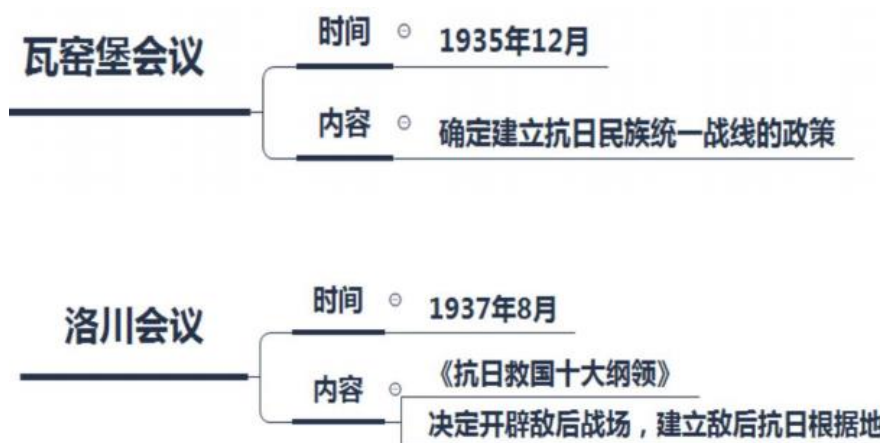 瓦窑堡会议
时间
1935年12月
内容
确定建立抗日民族统一战线的政策
洛川会议
时间
1937年8月
内容
《抗日救国十大纲领》
决定开辟敌后战场，建立敌后抗日根据地